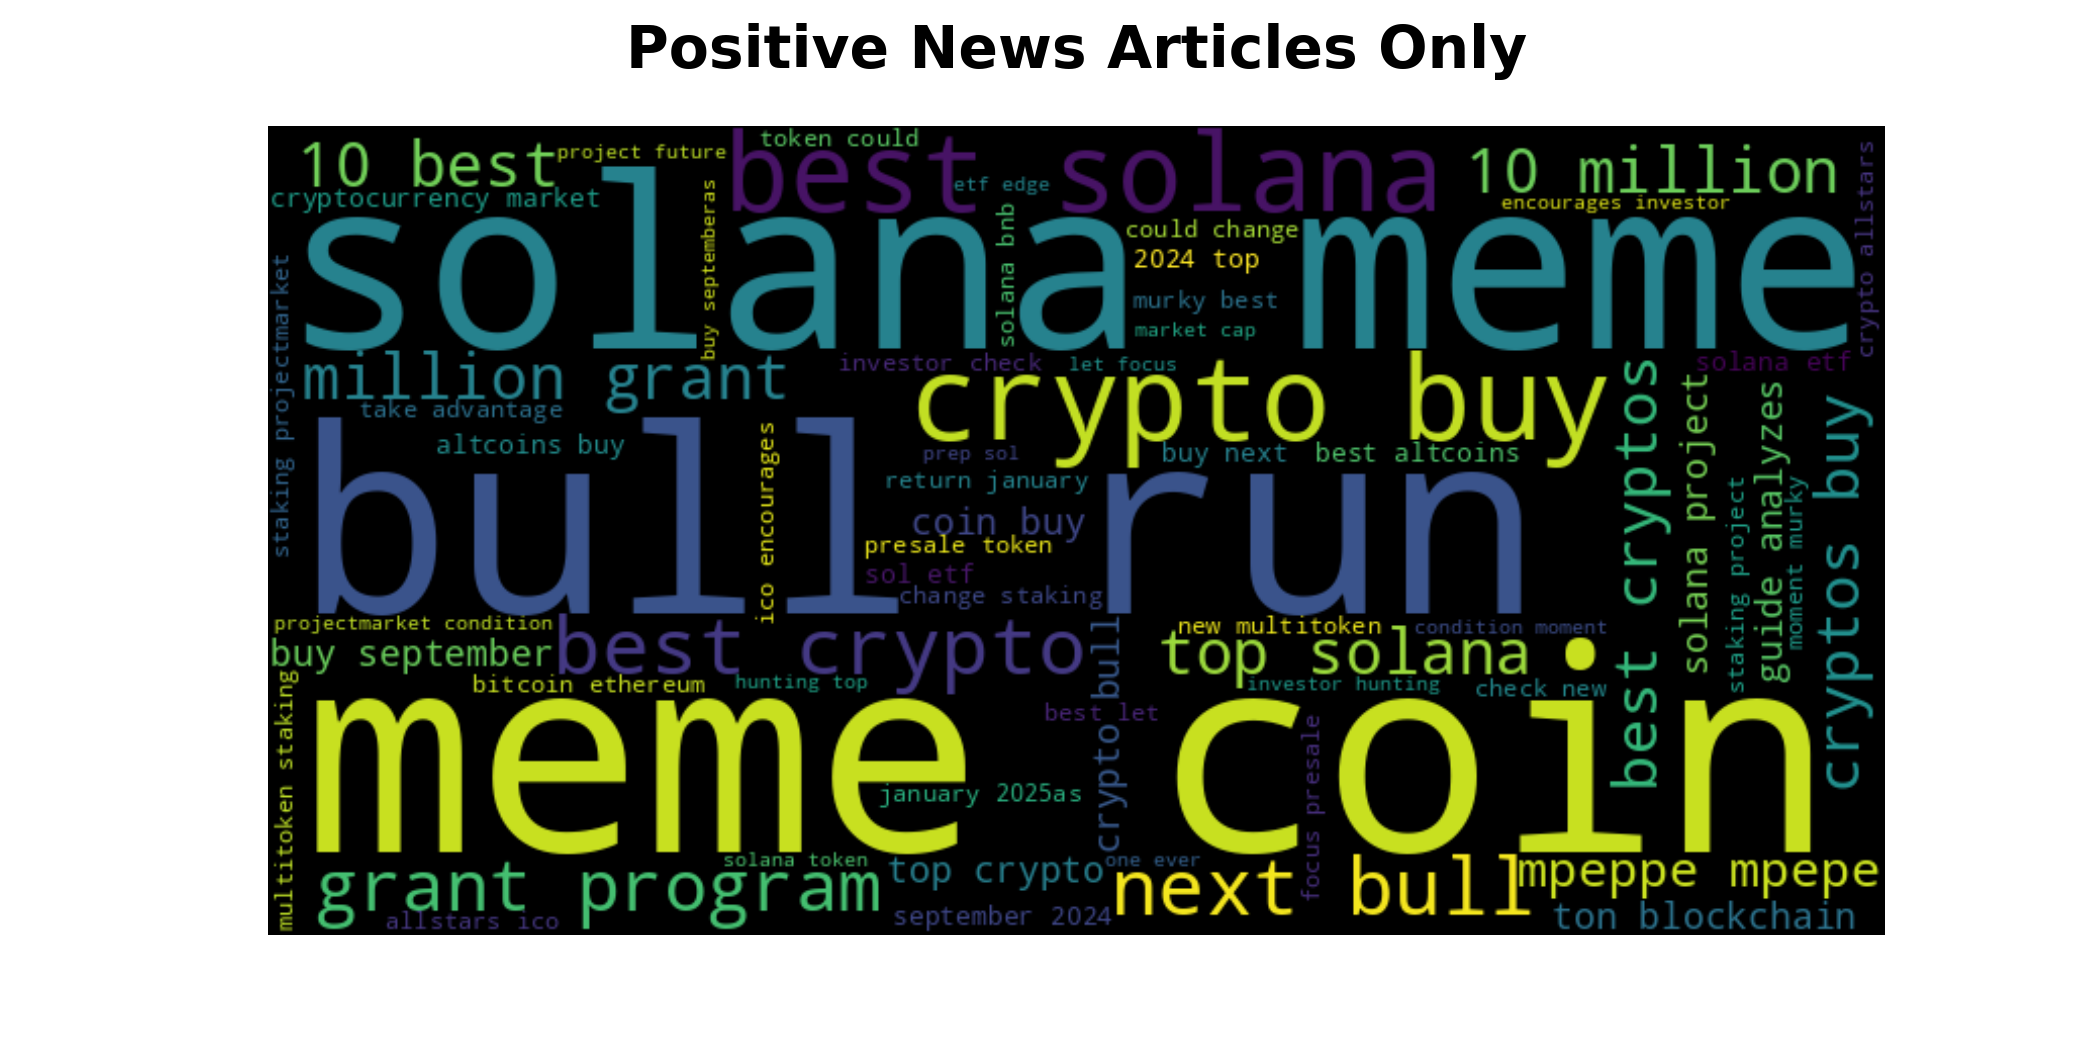 Positive News Articles Only
token could
10 best
project future
best solana
10 million
etf edge
cryptocurrency market
encourages investor
crypto allstars
buy septemberas
solana bnb
solana meme
could change
2024 top
murky best
market cap
staking projectmarket
million grant
investor check
let focus
solana etf
crypto buy
take advantage
altcoins buy
ico encourages
prep sol
buy next
best altcoins
return january
coin buy
presale token
sol etf
change staking
bull run
best cryptos
solana project
staking project
guide analyzes
moment murky
cryptos buy
projectmarket condition
buy september
best crypto
new multitoken
condition moment
top solana
bitcoin ethereum
hunting top
investor hunting
check new
best let
crypto bull
multitoken staking
meme coin
focus presale
january 2025as
solana token
grant program
top crypto
one ever
next bull
mpeppe mpepe
allstars ico
september 2024
ton blockchain